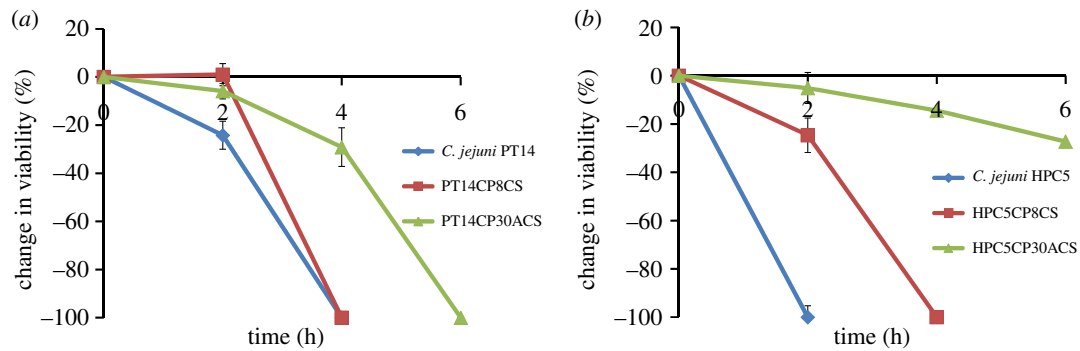 (a)
20
0
–20
–40
–60
–80
–100
change in viability (%)
0
2
4
6
C. jejuni PT14
PT14CP8CS
PT14CP30ACS
time (h)
(b)
20
0
–20
–40
–60
–80
–100
change in viability (%)
0
2
4
6
C. jejuni HPC5
HPC5CP8CS
HPC5CP30ACS
time (h)